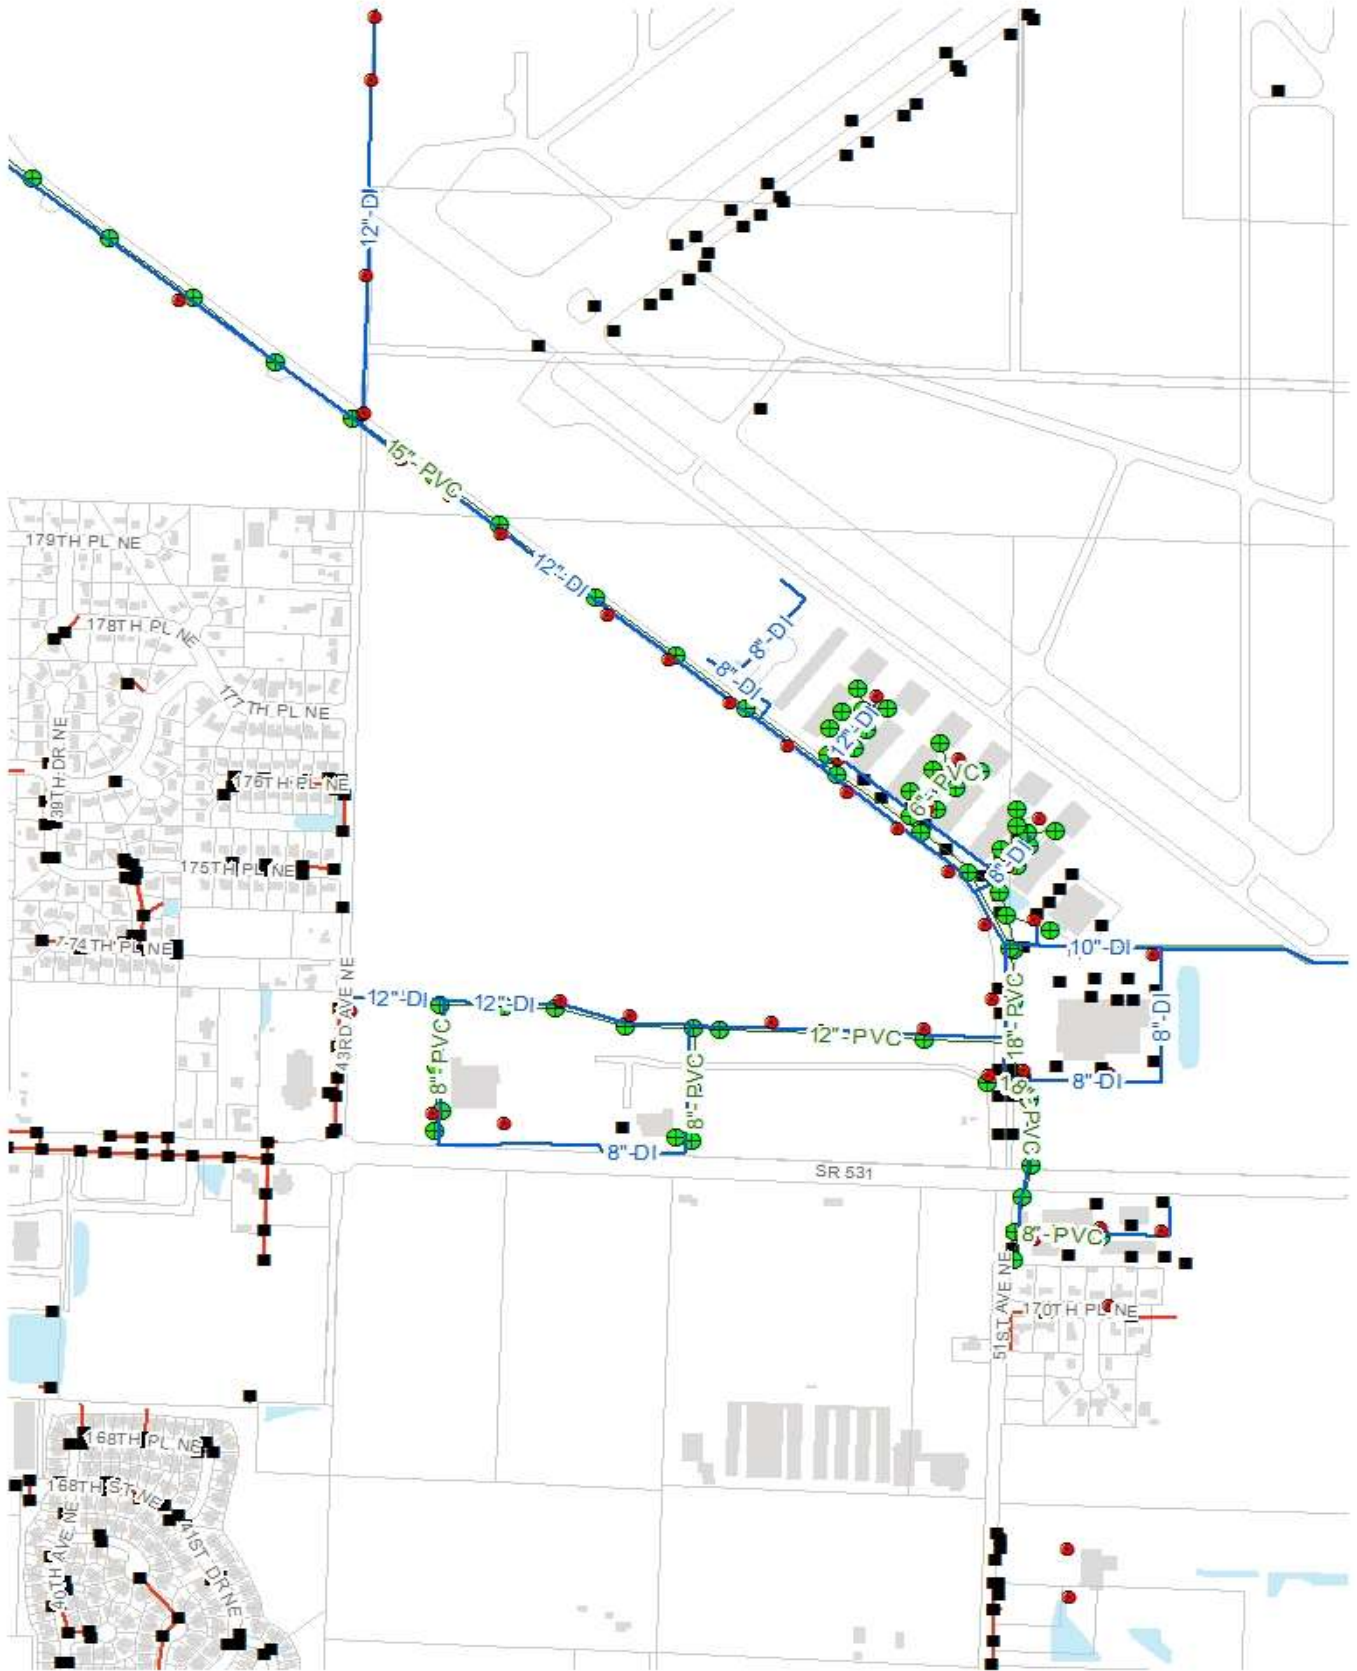 12"-DI
15"-PVC
179TH PL NE
12"-DI
178TH PL NE
8"-DI
8"-DI
177TH PL NE
12"-DI
39TH DR NE
176TH PL NE
6"-PVC
175TH PL NE
8"-DI
174TH PL NE
10"-DI
43RD AVE NE
12"-DI
12"-DI
18"-PVC
8"-DI
12"-PVC
8"-PVC
8"-PVC
8"-DI
18"-PVC
8"-DI
SR 531
8"-PVC
51ST AVE NE
170TH PL NE
168TH PL NE
168TH ST NE
40TH AVE NE
41ST DR NE